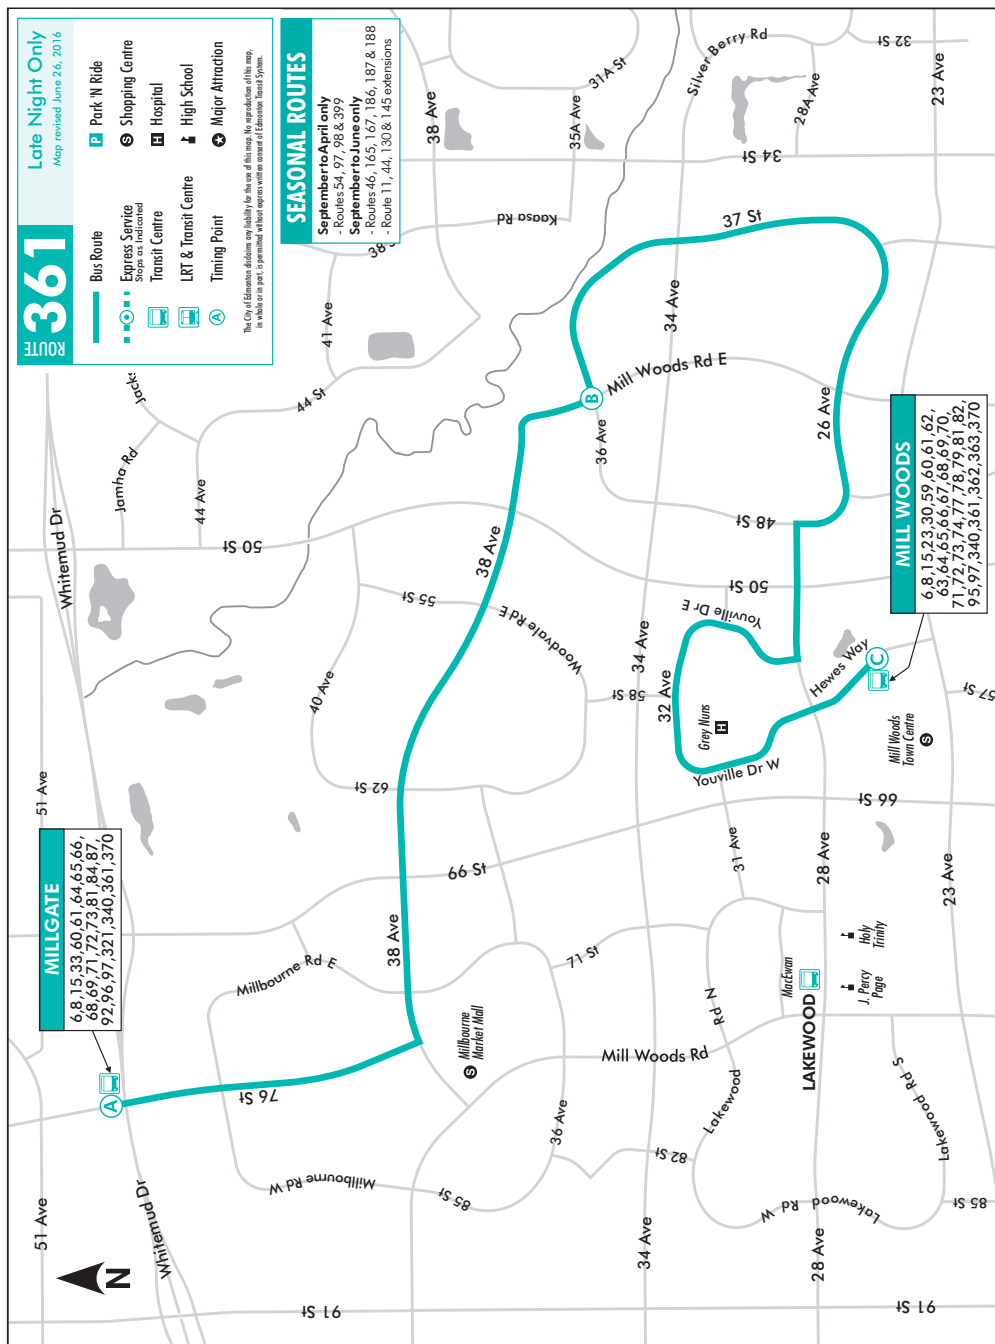 ROUTE
361
Late Night Only
Map revised June 26, 2016
Bus Route
Express Service
Stops as Indicated
Transit Centre
LRT & Transit Centre
A
Timing Point
P
Park 'N Ride
S
Shopping Centre
H
Hospital
High School
Major Attraction
The City of Edmonton disclaims any liability for the use of this map. No reproduction of this map,
in whole or in part, is permitted without express written consent of Edmonton Transit System.
SEASONAL ROUTES
September to April only
- Routes 54, 97, 98 & 399
September to June only
- Routes 46, 165, 167, 186, 187 & 188
- Route 11, 44, 130 & 145 extensions
MILLGATE
6,8,15,33,60,61,64,65,66,
68,69,71,72,73,81,84,87,
92,96,97,321,340,361,370
MILL WOODS
6,8,15,23,30,59,60,61,62,
63,64,65,66,67,68,69,70,
71,72,73,74,77,78,79,81,82,
95,97,340,361,362,363,370
N
51 Ave
51 Ave
Whitemud Dr
Whitemud Dr
91 St
91 St
A
76 St
Millbourne Rd E
Millbourne Rd W
85 St
85 St
38 Ave
38 Ave
38 Ave
S
Millbourne
Market Mall
36 Ave
36 Ave
71 St
66 St
66 St
62 St
40 Ave
55 St
Woodvale Rd E
58 St
50 St
50 St
Jamha Rd
44 Ave
44 St
41 Ave
38 S
Kaasa Rd
35A Ave
31A St
Silver Berry Rd
32 St
28A Ave
34 St
23 Ave
23 Ave
37 St
34 Ave
34 Ave
34 Ave
B
Mill Woods Rd E
26 Ave
48 St
Youville Dr E
32 Ave
Grey Nuns
H
Youville Dr W
Hewes Way
C
57 St
Mill Woods
Town Centre
S
31 Ave
28 Ave
28 Ave
Holy
Trinity
J. Percy
Page
MacEwan
LAKEWOOD
Rd N
Lakewood
Mill Woods Rd
82 St
Lakewood Rd S
Lakewood Rd W